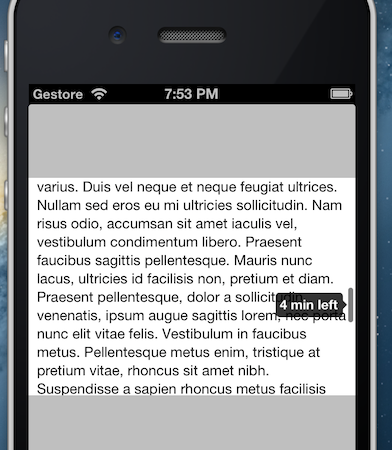 Gestore 7:53 PM
varius. Duis vel neque et neque feugiat ultrices.
Nullam sed eros eu mi ultricies sollicitudin. Nam
risus odio, accumsan sit amet iaculis vel,
vestibulum condimentum libero. Praesent
faucibus sagittis pellentesque. Mauris nunc
lacus, ultricies id facilisis non, pretium et diam.
Praesent pellentesque, dolor a sollicitudin
4 min left
venenatis, ipsum augue sagittis lorem, nec porta
nunc elit vitae felis. Vestibulum in faucibus
metus. Pellentesque metus enim, tristique at
pretium vitae, rhoncus sit amet nibh.
Suspendisse a sapien rhoncus metus facilisis